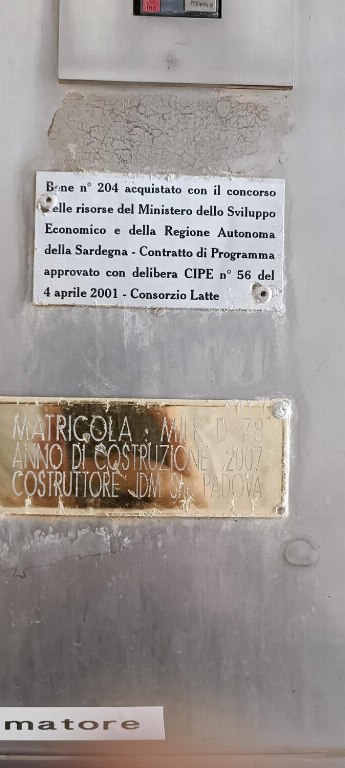 Bene n° 204 acquistato con il concorso
delle risorse del Ministero dello Sviluppo
Economico e della Regione Autonoma
della Sardegna - Contratto di Programma
approvato con delibera CIPE n° 56 del
4 aprile 2001 - Consorzio Latte
MATRICOLA
ANNO DI COSTRUZIONE 2007
COSTRUTTORE JDM PADOVA
matore